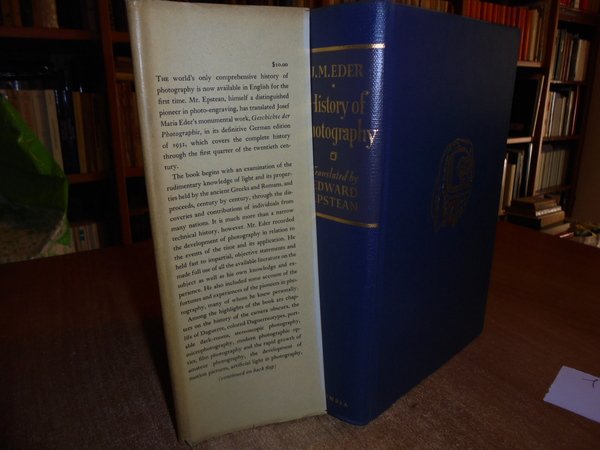 $10.00
THE world's only comprehensive history of
photography is now available in English for the
first time. Mr. Epstean, himself a distinguished
pioneer in photo-engraving, has translated Josef
Maria Eder's monumental work, Geschichte der
Photographie, in its definitive German edition
of 1932, which covers the complete history
through the first quarter of the twentieth cen-
tury.
The book begins with an examination of the
rudimentary knowledge of light and its proper-
ties held by the ancient Greeks and Romans, and
proceeds, century by century, through the dis-
coveries and contributions of individuals from
many nations. It is much more than a narrow
technical history, however. Mr. Eder recorded
the development of photography in relation to
the events of the time and its application. He
held fast to impartial, objective statements and
made full use of all the available literature on the
subject as well as his own knowledge and ex-
perience. He also included some account of the
fortunes and experiences of the pioneers in pho-
tography, many of whom he knew personally.
Among the highlights of the book are chap-
ters on the history of the camera obscura, the
life of Daguerre, colored Daguerreotypes, port-
able dark-rooms, stereoscopic photography,
microphotography, modern photographic op-
tics, film photography and the rapid growth of
amateur photography, the development of
motion pictures, artificial light in photography,
(continued on back flap)
J. M. EDER
History of
Photography
Translated by
EDWARD
EPSTEAN